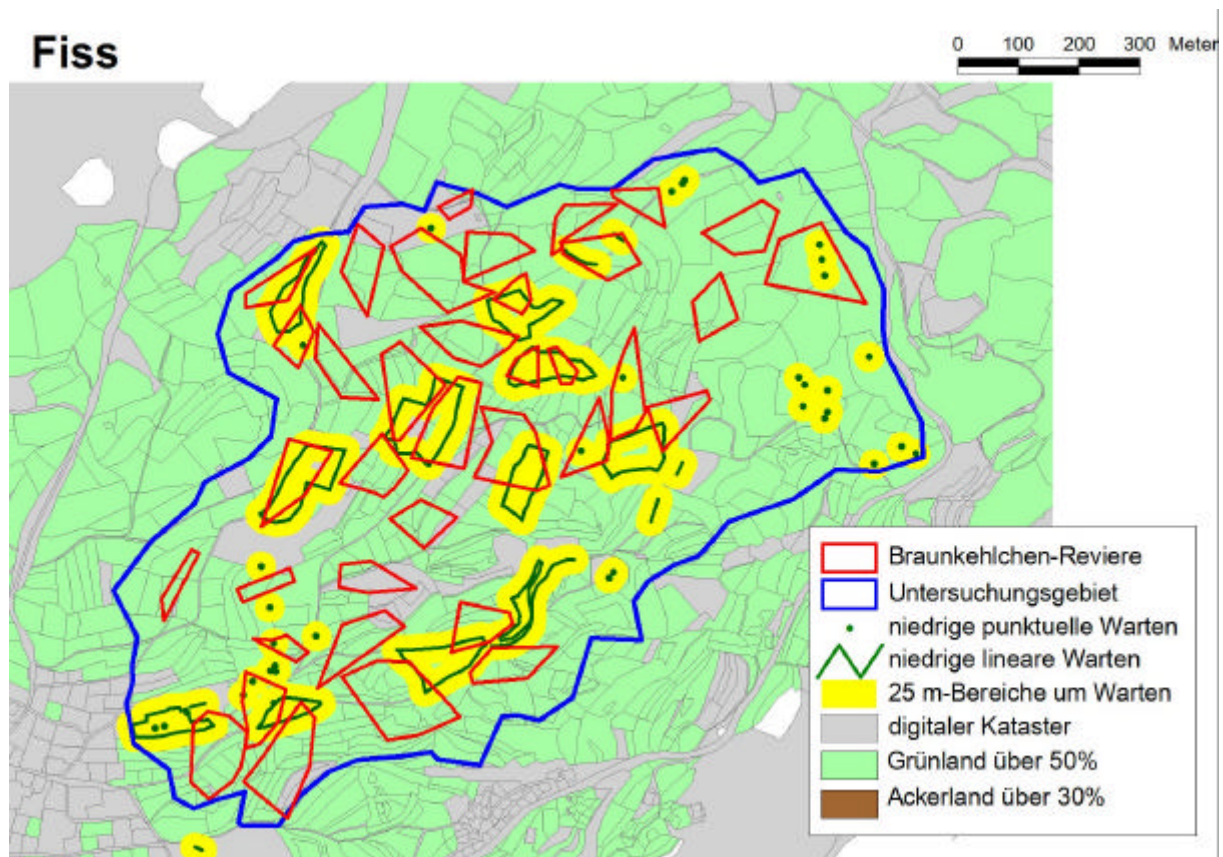 Fiss
0 100 200 300 Meter
Braunkehlchen-Reviere
Untersuchungsgebiet
niedrige punktuelle Warten
niedrige lineare Warten
25 m-Bereiche um Warten
digitaler Kataster
Grünland über 50%
Ackerland über 30%